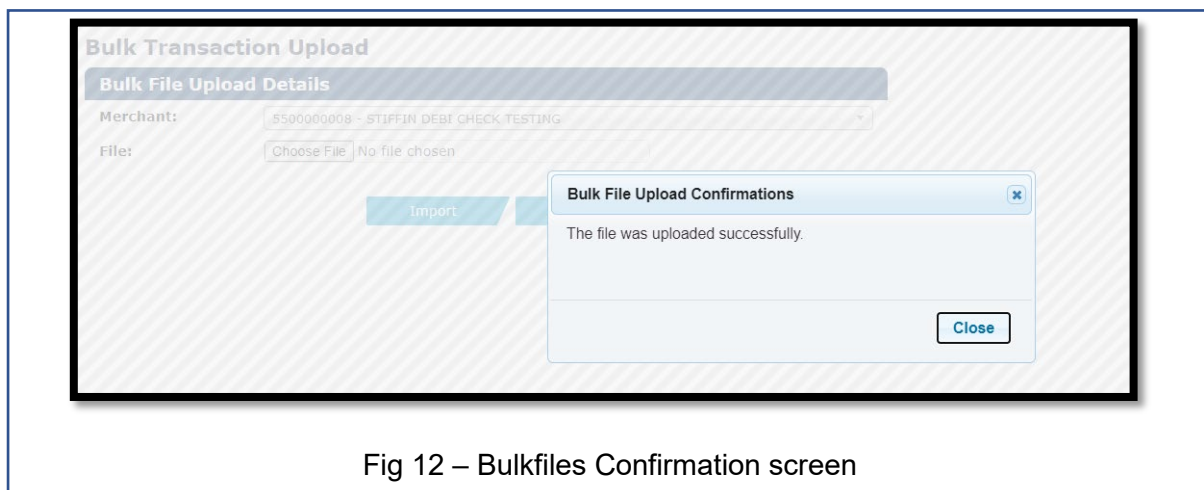 Bulk Transaction Upload
Bulk File Upload Details
Merchant: 5500000008 - STIFFIN DEBI CHECK TESTING
File: Choose File No file chosen
Import
Bulk File Upload Confirmations
The file was uploaded successfully.
Close
Fig 12 – Bulkfiles Confirmation screen